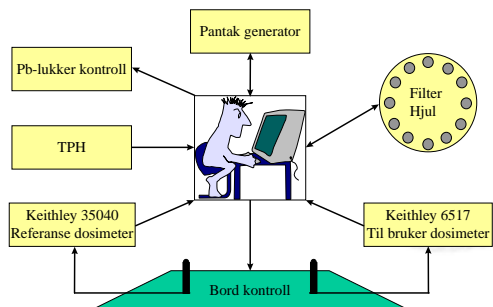 Pantak generator
Pb-lukker kontroll
Filter
Hjul
TPH
Keithley 35040
Referanse dosimeter
Keithley 6517
Til bruker dosimeter
Bord kontroll